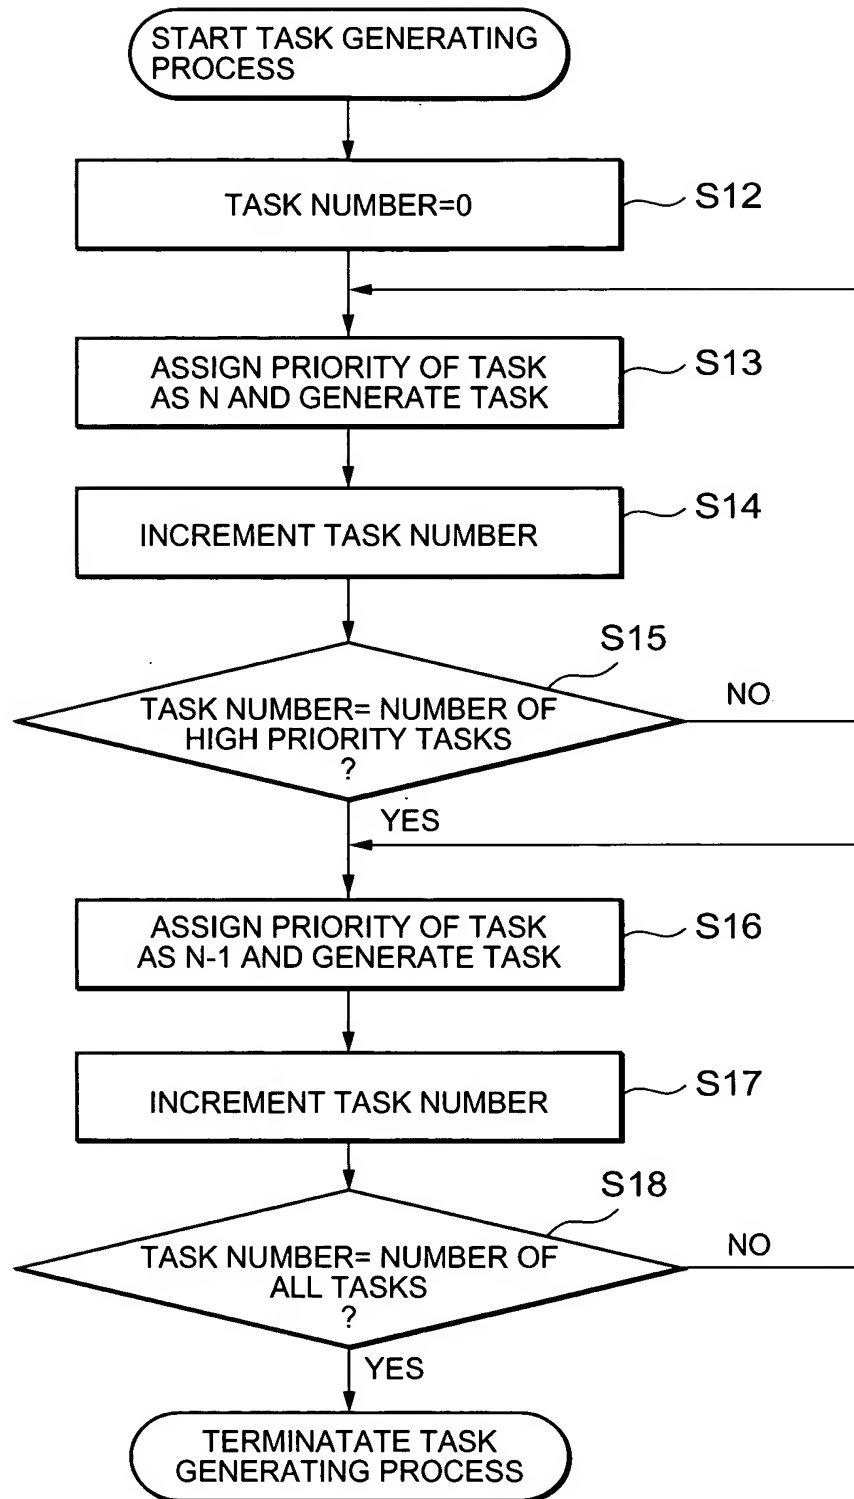 START TASK GENERATING
PROCESS
TASK NUMBER=0
S12
ASSIGN PRIORITY OF TASK
AS N AND GENERATE TASK
S13
INCREMENT TASK NUMBER
S14
S15
TASK NUMBER= NUMBER OF
HIGH PRIORITY TASKS
?
NO
YES
ASSIGN PRIORITY OF TASK
AS N-1 AND GENERATE TASK
S16
INCREMENT TASK NUMBER
S17
S18
TASK NUMBER= NUMBER OF
ALL TASKS
?
NO
YES
TERMINATATE TASK
GENERATING PROCESS